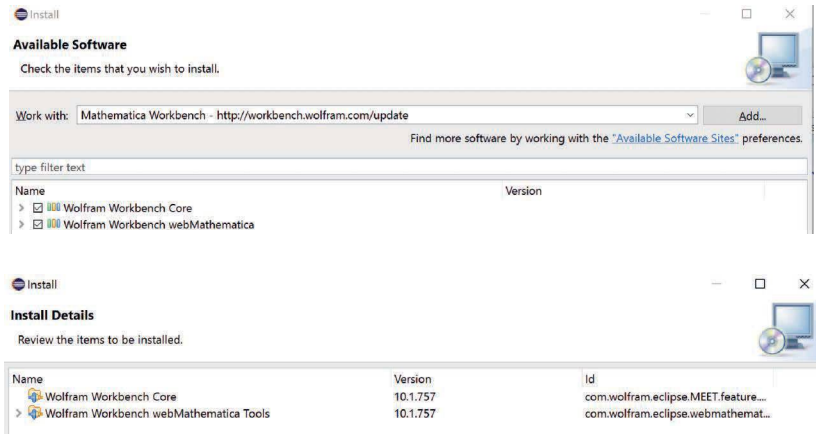 Install
Available Software
Check the items that you wish to install.
Work with: Mathematica Workbench - http://workbench.wolfram.com/update Add...
Find more software by working with the "Available Software Sites" preferences.
type filter text
Name Version
Wolfram Workbench Core
Wolfram Workbench webMathematica
Install
Install Details
Review the items to be installed.
Name Version Id
Wolfram Workbench Core 10.1.757 com.wolfram.eclipse.MEET.feature....
Wolfram Workbench webMathematica Tools 10.1.757 com.wolfram.eclipse.webmathemat...